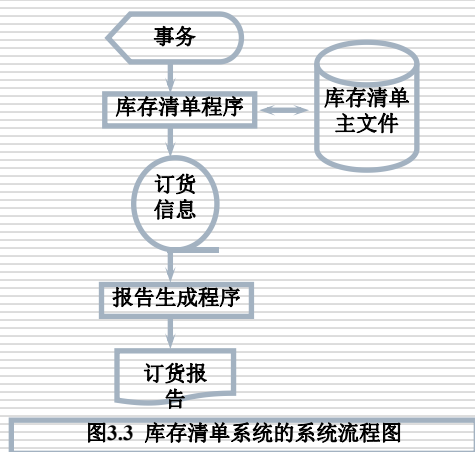 事务
库存清单程序
库存清单
主文件
订货
信息
报告生成程序
订货报
告
图3.3 库存清单系统的系统流程图